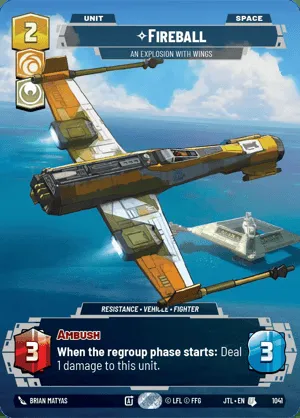 UNIT
SPACE
2
FIREBALL
AN EXPLOSION WITH WINGS
RESISTANCE • VEHICLE • FIGHTER
AMBUSH
When the regroup phase starts: Deal
1 damage to this unit.
3
3
BRIAN MATYAS
© LFL © FFG
JTL • EN
1041